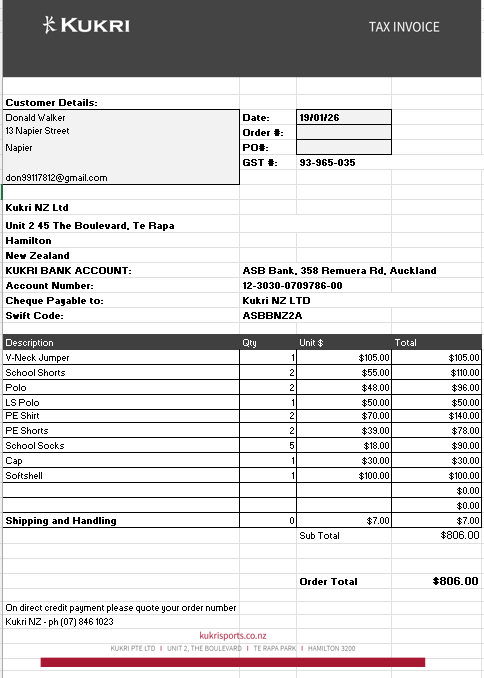 KUKRI TAX INVOICE
Customer Details:
Donald Walker Date: 19/01/26
13 Napier Street Order #:
Napier PO#:
GST #: 93-965-035
don99117812@gmail.com
Kukri NZ Ltd
Unit 2 45 The Boulevard, Te Rapa
Hamilton
New Zealand
KUKRI BANK ACCOUNT: ASB Bank, 358 Remuera Rd, Auckland
Account Number: 12-3030-0709786-00
Cheque Payable to: Kukri NZ LTD
Swift Code: ASBBNZ2A
Description Qty Unit $ Total
V-Neck Jumper 1 $105.00 $105.00
School Shorts 2 $55.00 $110.00
Polo 2 $48.00 $96.00
LS Polo 1 $50.00 $50.00
PE Shirt 2 $70.00 $140.00
PE Shorts 2 $39.00 $78.00
School Socks 5 $18.00 $90.00
Cap 1 $30.00 $30.00
Softshell 1 $100.00 $100.00
$0.00
$0.00
Shipping and Handling 0 $7.00 $7.00
Sub Total $806.00
Order Total $806.00
On direct credit payment please quote your order number
Kukri NZ - ph (07) 846 1023
kukrisports.co.nz
KUKRI PTE LTD I UNIT 2, THE BOULEVARD I TE RAPA PARK I HAMILTON 3200